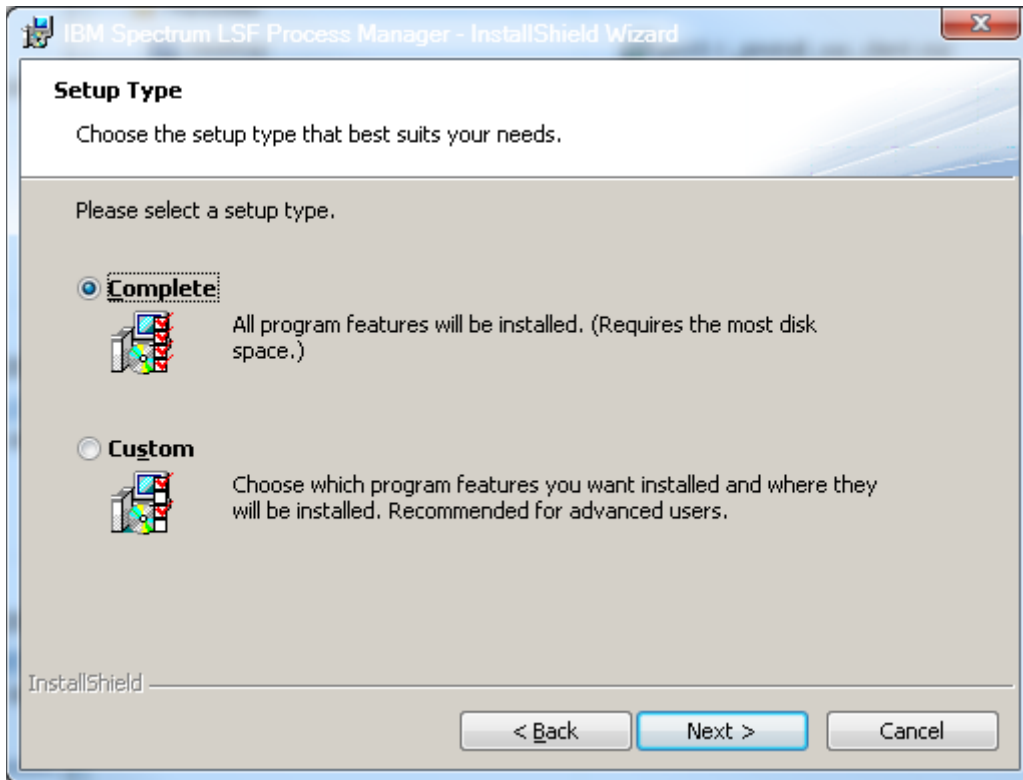 IBM Spectrum LSF Process Manager - InstallShield Wizard
Setup Type
Choose the setup type that best suits your needs.
Please select a setup type.
Complete
All program features will be installed. (Requires the most disk
space.)
Custom
Choose which program features you want installed and where they
will be installed. Recommended for advanced users.
InstallShield
< Back
Next >
Cancel